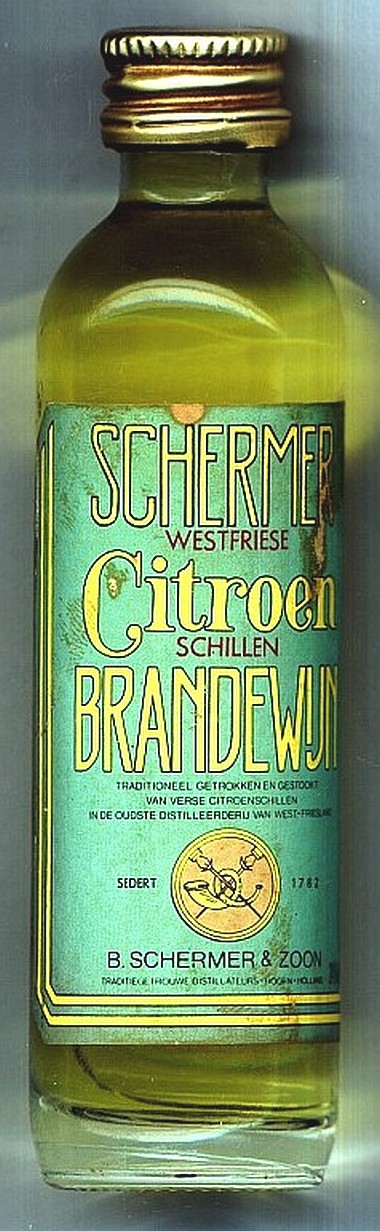 SCHERMER
WESTFRIESE
Citroen
SCHILLEN
BRANDEWIJN
TRADITIONEEL GETROKKEN EN GESTOOKT
VAN VERSE CITROENSCHILLEN
IN DE OUDSTE DISTILLEERDERIJ VAN WEST-FRIESLAND
SEDERT 1782
B. SCHERMER & ZOON
TRADITIEGETROUWE DISTILLATEURS-HOORN-HOLLAND